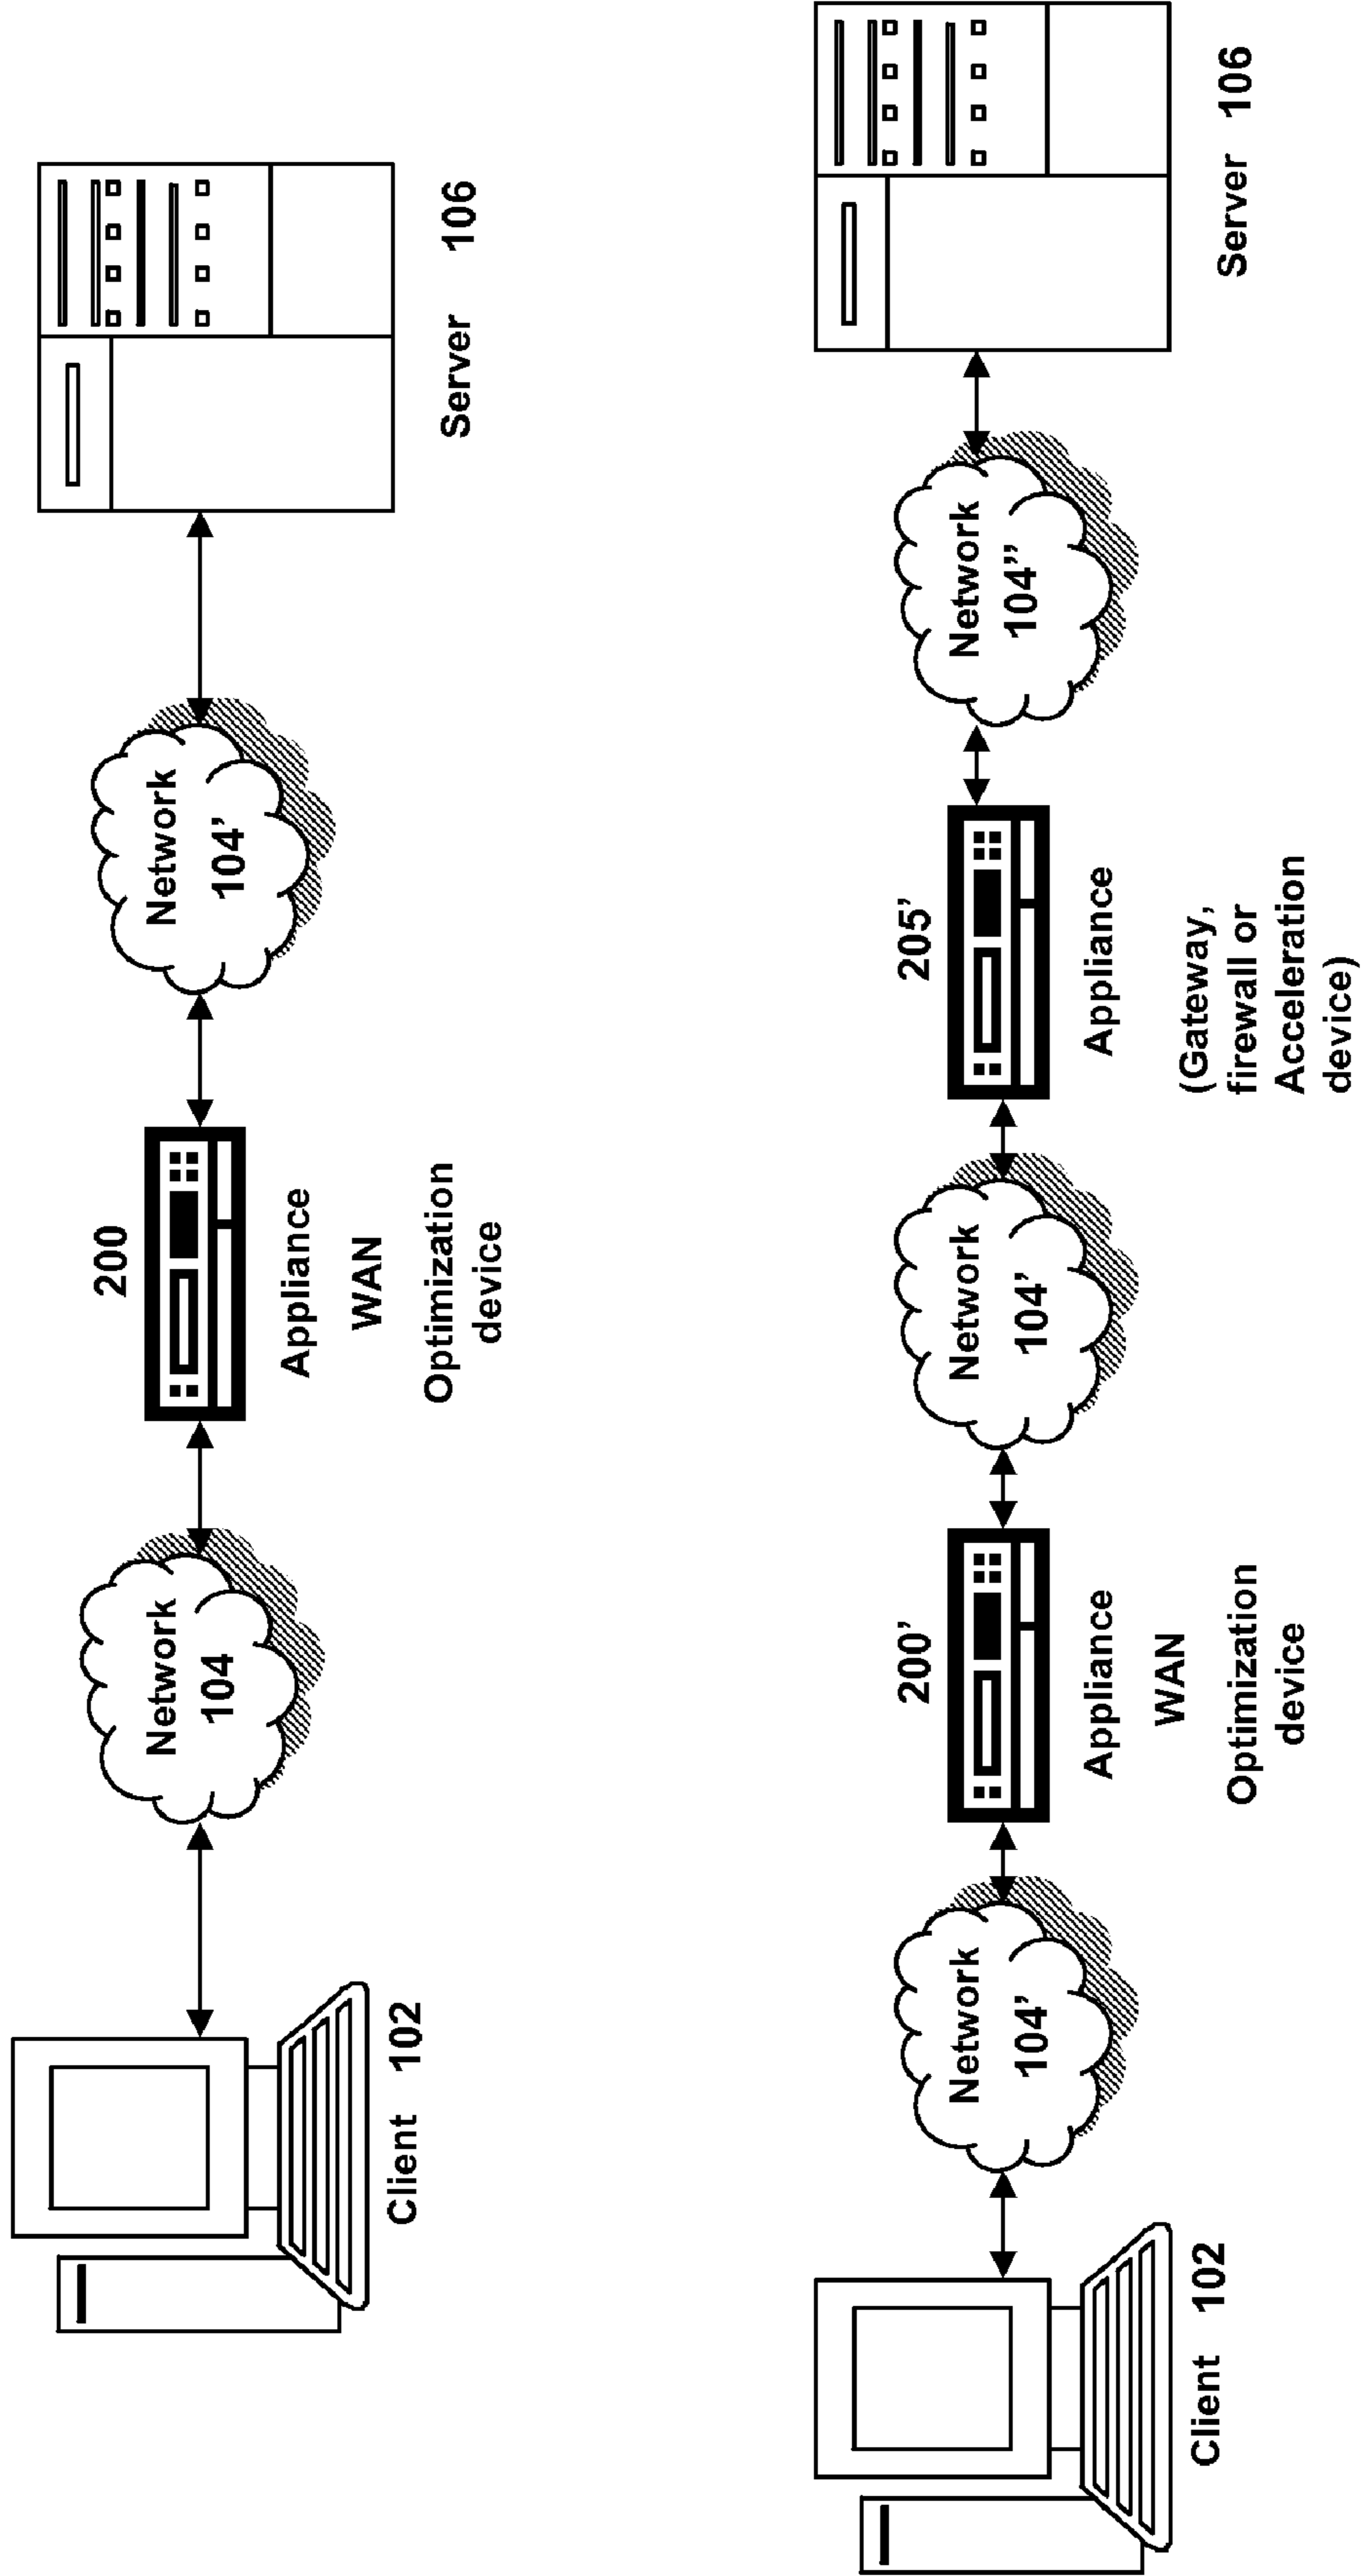 200
Network
104
Network
104'
Client 102
Appliance
WAN
Optimization
device
Server 106
200'
205'
Network
104'
Network
104'
Network
104”
Client 102
Appliance
WAN
Optimization
device
Appliance
(Gateway,
firewall or
Acceleration
device)
Server 106